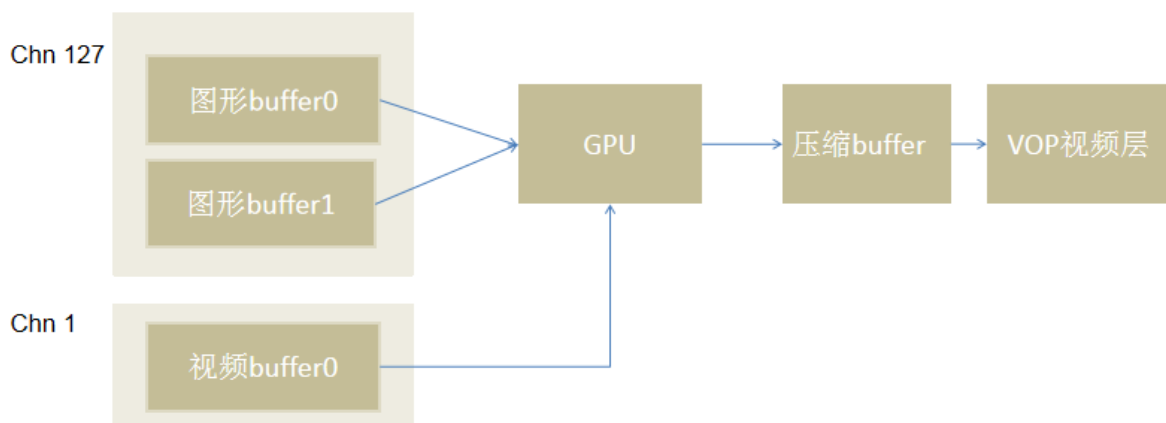 Chn 127
图形buffer0
图形buffer1
GPU
压缩buffer
VOP视频层
Chn 1
视频buffer0